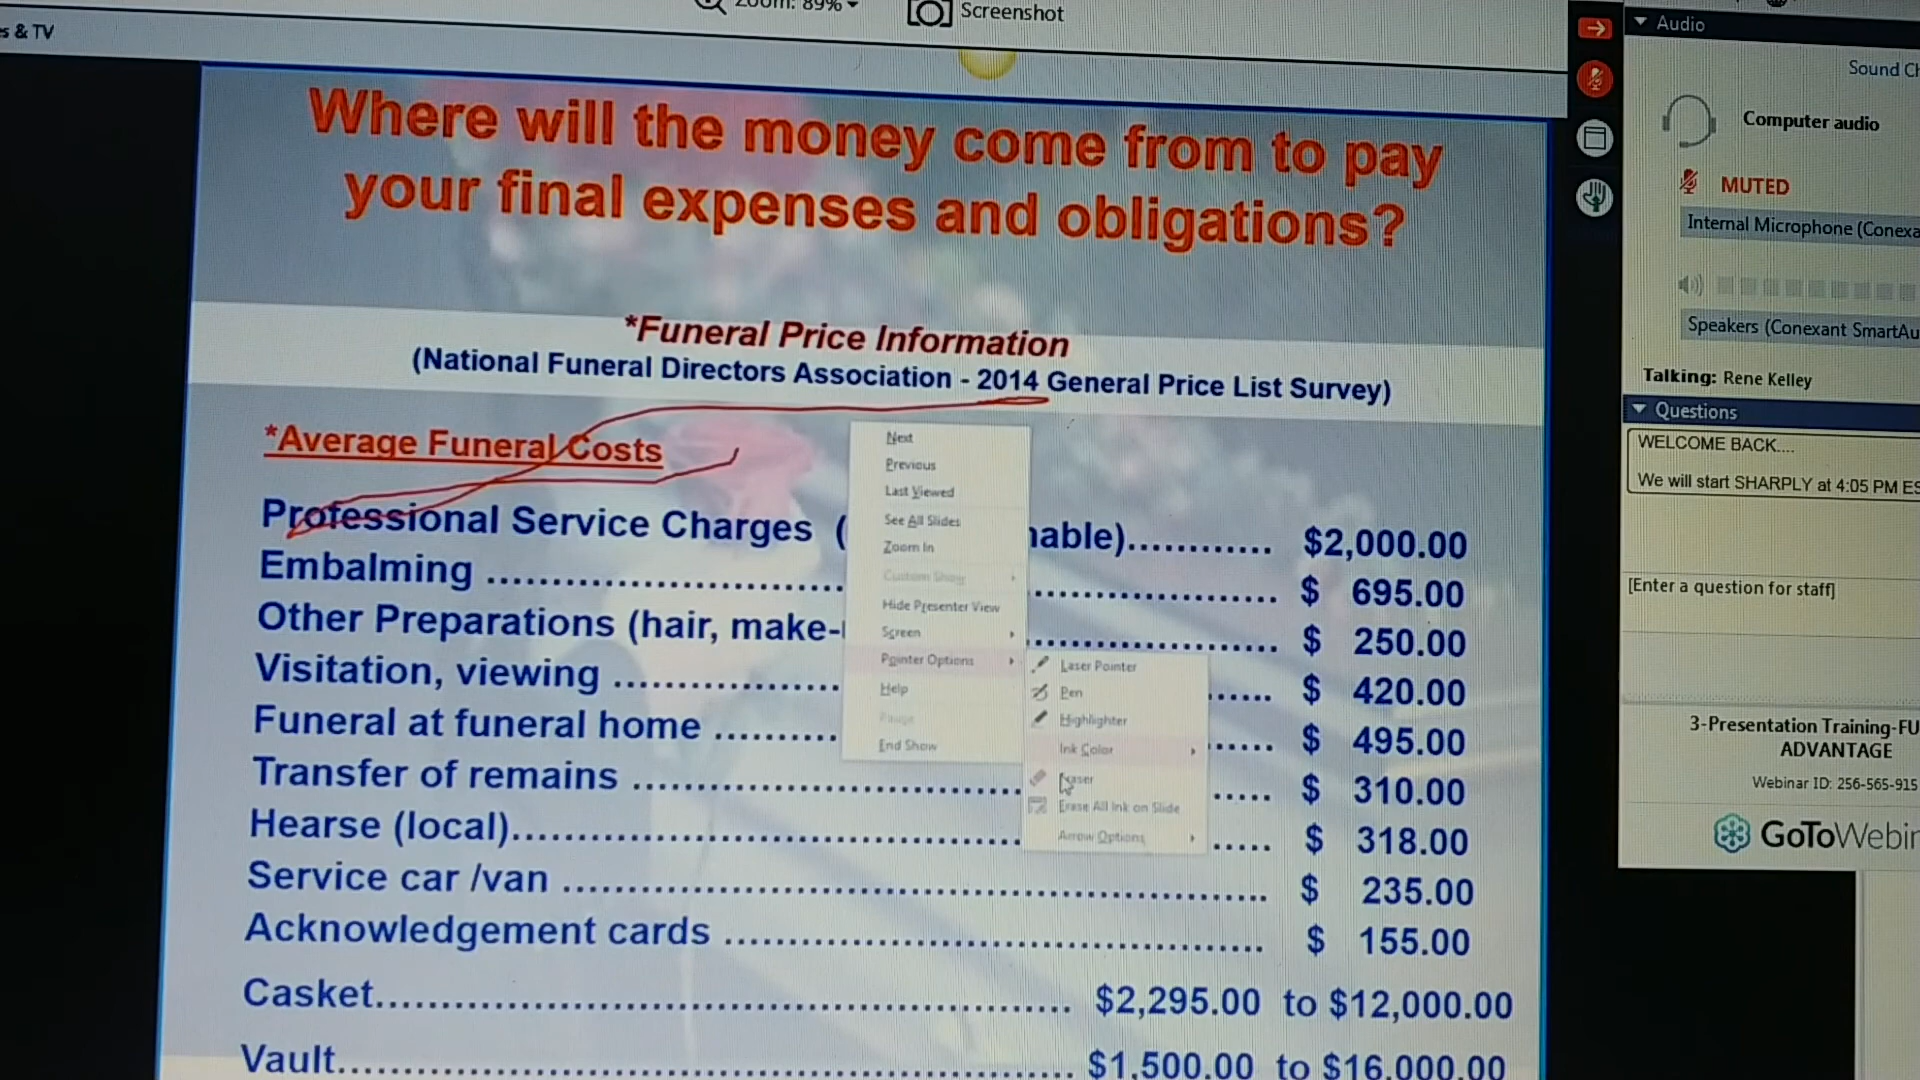 Zoom: 89%
Screenshot
s & TV
Where will the money come from to pay
your final expenses and obligations?
*Funeral Price Information
(National Funeral Directors Association - 2014 General Price List Survey)
*Average Funeral Costs
Professional Service Charges (          nable)............ $2,000.00
Embalming ........................................ $ 695.00
Other Preparations (hair, make- ........................ $ 250.00
Visitation, viewing ........................ $ 420.00
Funeral at funeral home ................ $ 495.00
Transfer of remains ........................................ $ 310.00
Hearse (local)........................................ $ 318.00
Service car /van ............................................................ $ 235.00
Acknowledgement cards .............................................. $ 155.00
Casket............................................................ $2,295.00 to $12,000.00
Vault................................................................ $1,500.00 to $16,000.00
Next
Previous
Last Viewed
See All Slides
Zoom In
Custom Show
Hide Presenter View
Screen
Pointer Options
Help
Pause
End Show
Laser Pointer
Pen
Highlighter
Ink Color
Eraser
Erase All Ink on Slide
Arrow Options
Audio
Sound Ch
Computer audio
MUTED
Internal Microphone (Conexa
Speakers (Conexant SmartAu
Talking: Rene Kelley
Questions
WELCOME BACK....
We will start SHARPLY at 4:05 PM ES
[Enter a question for staff]
3-Presentation Training-FU
ADVANTAGE
Webinar ID: 256-565-915
GoToWebin